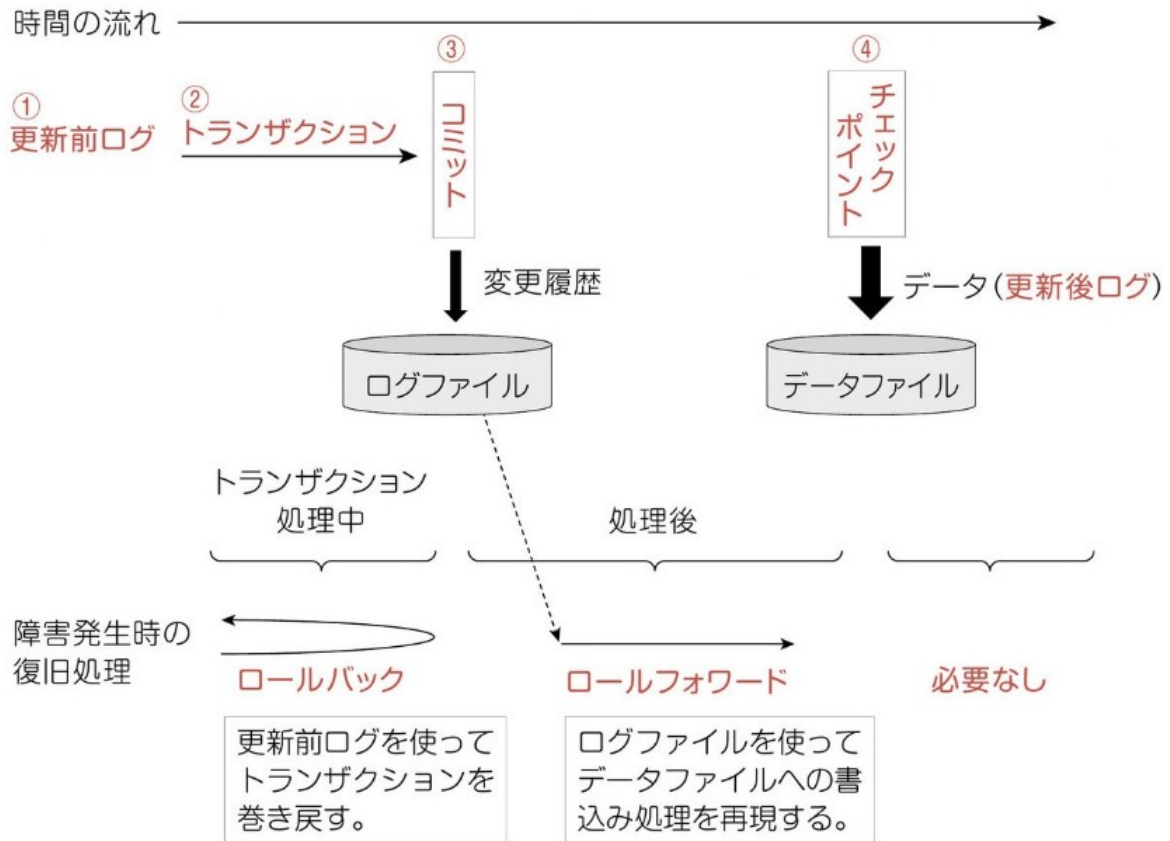 時間の流れ
①
更新前ログ
②
トランザクション
③
コミット
④
チェック
ポイント
変更履歴
データ(更新後ログ)
ログファイル
データファイル
トランザクション
処理中
処理後
障害発生時の
復旧処理
ロールバック
ロールフォワード
必要なし
更新前ログを使って
トランザクションを
巻き戻す。
ログファイルを使って
データファイルへの書
込み処理を再現する。